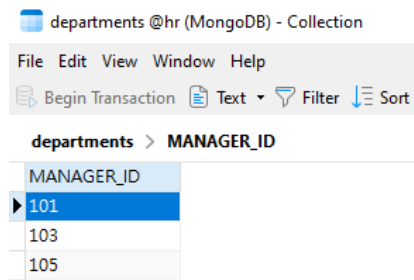 departments @hr (MongoDB) - Collection
File Edit View Window Help
Begin Transaction Text Filter Sort
departments > MANAGER_ID
MANAGER_ID
101
103
105